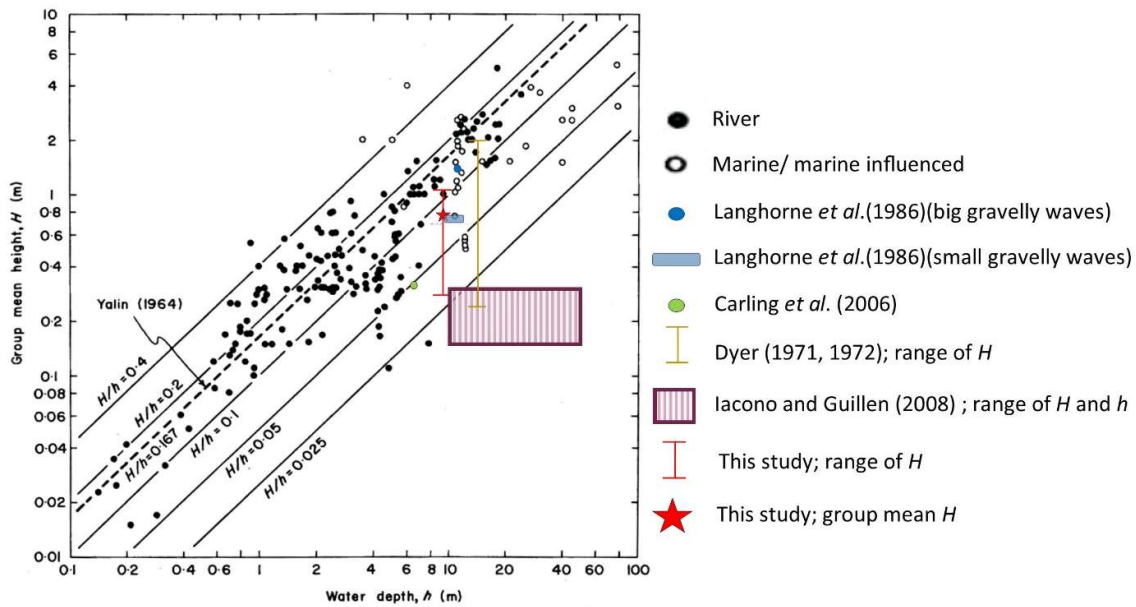 10
8
6
4
2
1
0·8
0·6
0·4
0·2
0·1
0·08
0·06
0·04
0·02
0·01
Group mean height, H (m)
Yalin (1964)
H/h=0·4
H/h=0·2
H/h=0·167
H/h=0·1
H/h=0·05
H/h=0·025
0·1 0·2 0·4 0·6 1 2 4 6 8 10 20 40 60 100
Water depth, h (m)
River
Marine/ marine influenced
Langhorne et al.(1986)(big gravelly waves)
Langhorne et al.(1986)(small gravelly waves)
Carling et al. (2006)
Dyer (1971, 1972); range of H
Iacono and Guillen (2008) ; range of H and h
This study; range of H
This study; group mean H